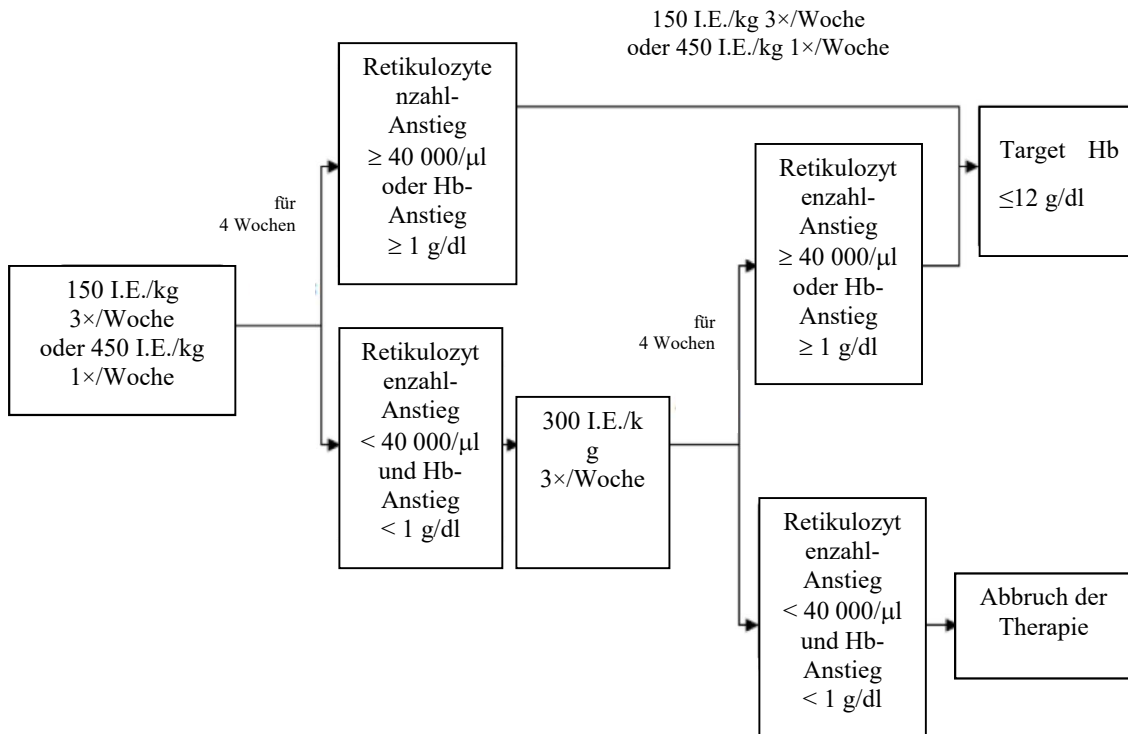 150 I.E./kg 3×/Woche
oder 450 I.E./kg 1×/Woche
150 I.E./kg
3×/Woche
oder 450 I.E./kg
1×/Woche
für
4 Wochen
Retikulozyte
nzahl-
Anstieg
≥ 40 000/µl
oder Hb-
Anstieg
≥ 1 g/dl
Retikulozyt
enzahl-
Anstieg
< 40 000/µl
und Hb-
Anstieg
< 1 g/dl
300 I.E./k
g
3×/Woche
für
4 Wochen
Retikulozyt
enzahl-
Anstieg
≥ 40 000/µl
oder Hb-
Anstieg
≥ 1 g/dl
Target Hb
≤12 g/dl
Retikulozyt
enzahl-
Anstieg
< 40 000/µl
und Hb-
Anstieg
< 1 g/dl
Abbruch der
Therapie